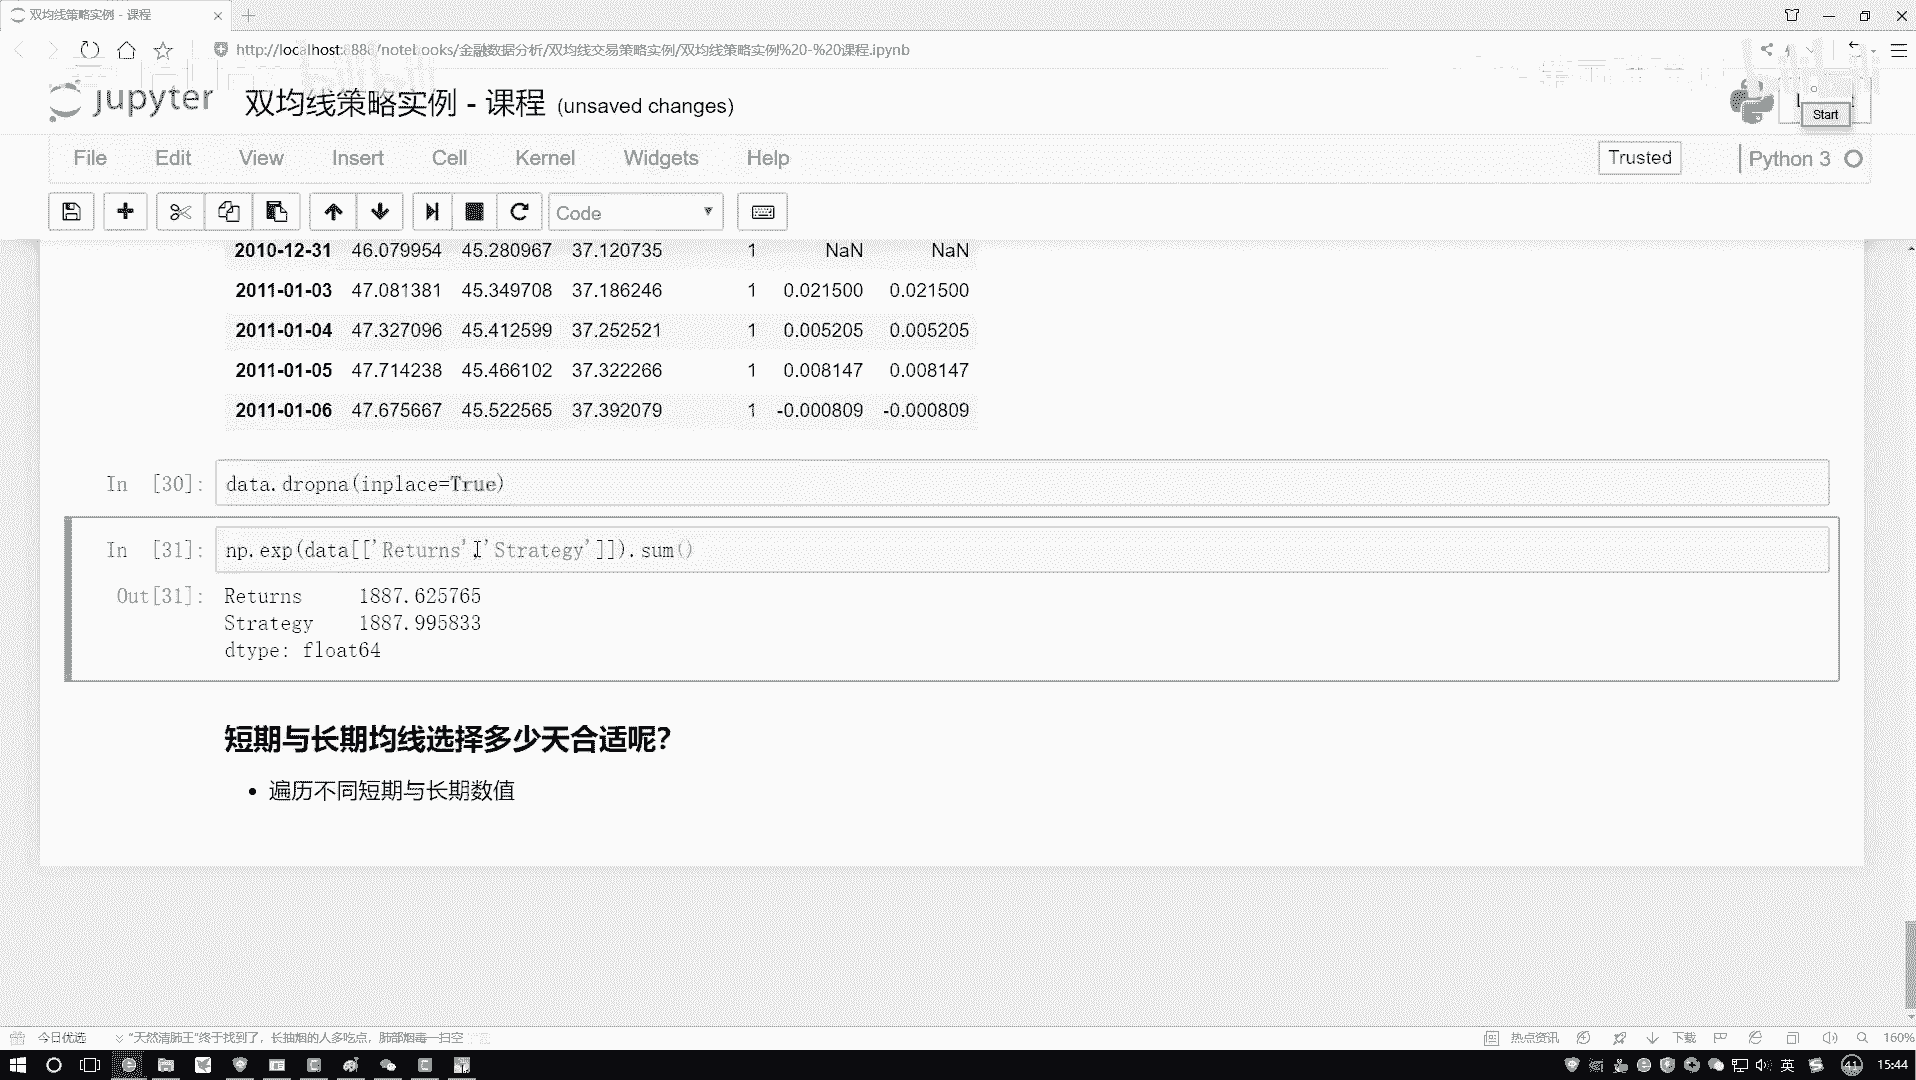 双均线策略实例 - 课程
http://localhost:8888/notebooks/金融数据分析/双均线交易策略实例/双均线策略实例%20-%20课程.ipynb
jupyter 双均线策略实例 - 课程 (unsaved changes)
Start
File Edit View Insert Cell Kernel Widgets Help
Trusted Python 3
Code
2010-12-31 46.079954 45.280967 37.120735 1 NaN NaN
2011-01-03 47.081381 45.349708 37.186246 1 0.021500 0.021500
2011-01-04 47.327096 45.412599 37.252521 1 0.005205 0.005205
2011-01-05 47.714238 45.466102 37.322266 1 0.008147 0.008147
2011-01-06 47.675667 45.522565 37.392079 1 -0.000809 -0.000809
In [30]: data.dropna(inplace=True)
In [31]: np.exp(data[['Returns','Strategy']]).sum()
Out[31]: Returns 1887.625765
Strategy 1887.995833
dtype: float64
短期与长期均线选择多少天合适呢?
遍历不同短期与长期数值
今日优选 “天然清肺王”终于找到了，长抽烟的人多吃点，肺部烟毒一扫空
热点资讯 下载 160%
英 41 15:44